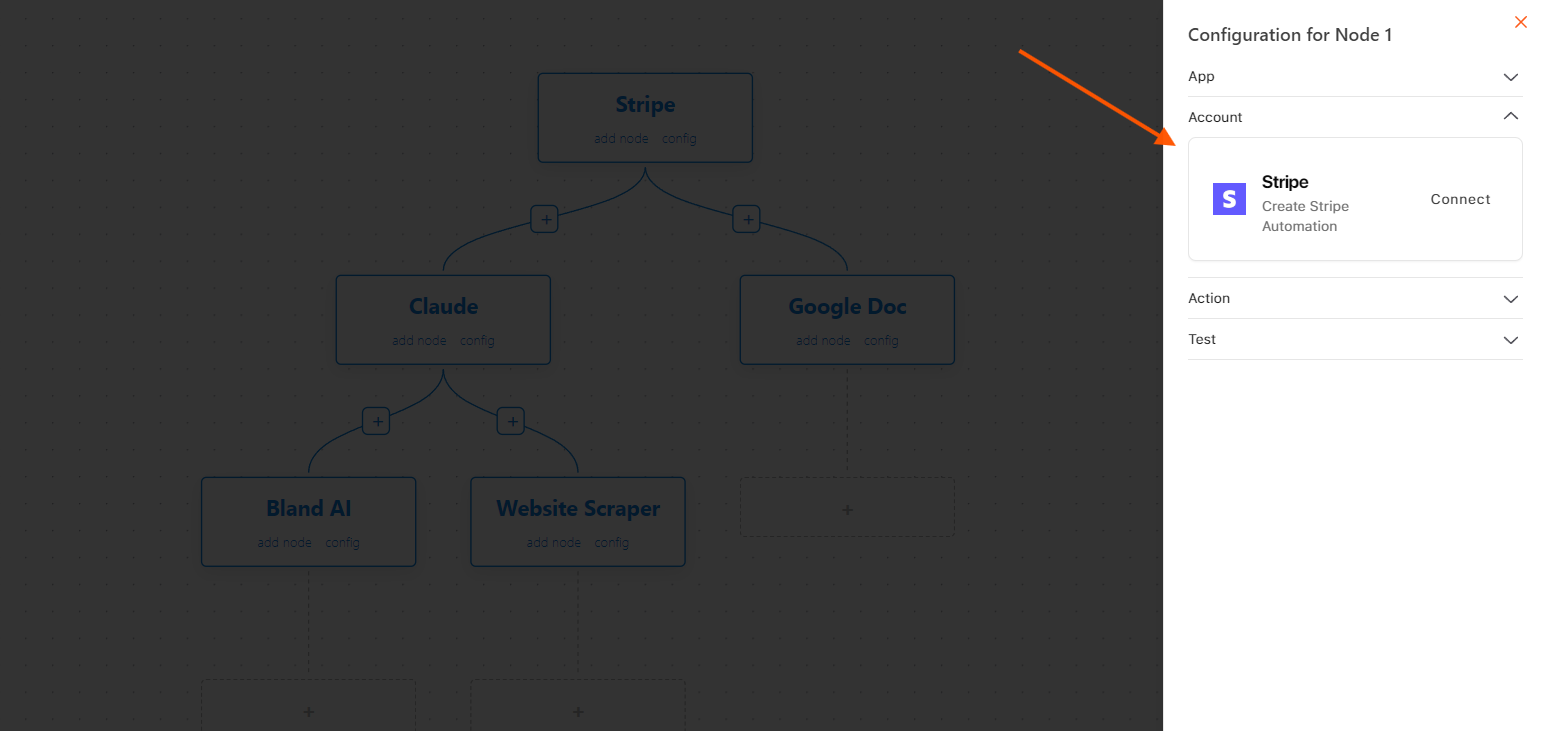 Configuration for Node 1
App
Account
S
Stripe
Create Stripe
Automation
Connect
Action
Test
Stripe
add node config
+ +
Claude
add node config
Google Doc
add node config
+ +
Bland AI
add node config
Website Scraper
add node config
+
+ +